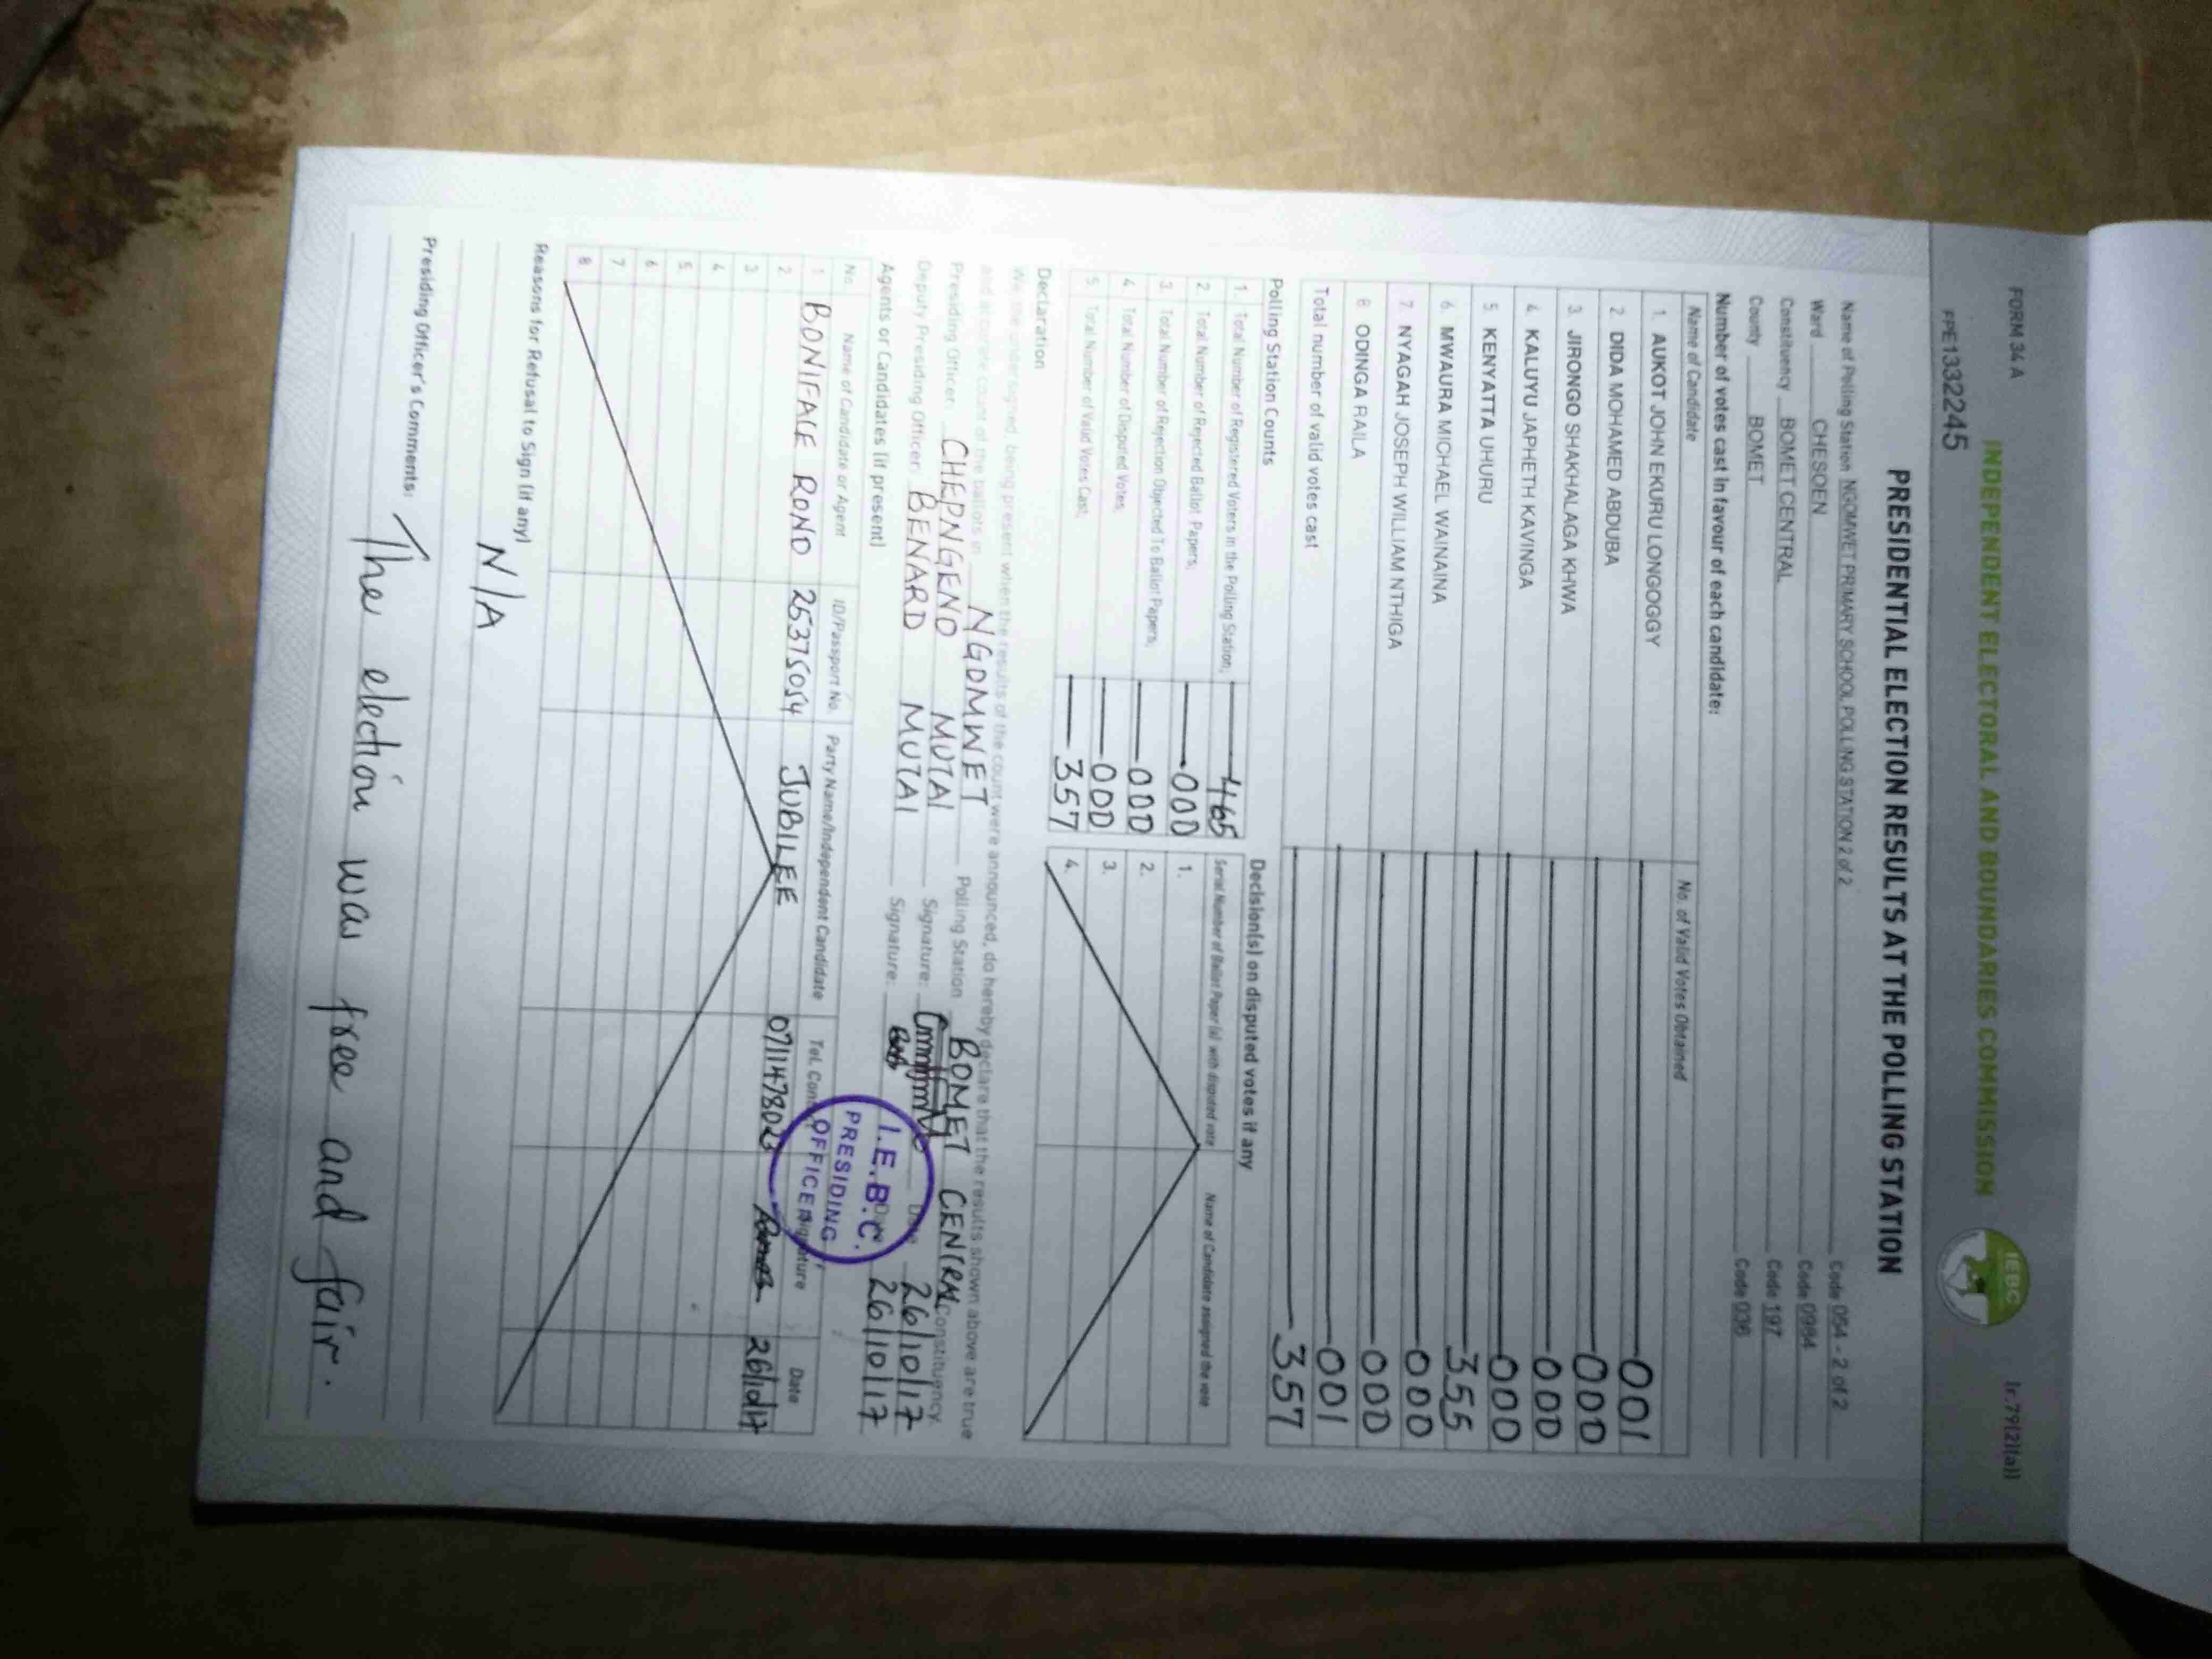 FORM 34 A
Ir.79(2)(a))
INDEPENDENT ELECTORAL AND BOUNDARIES COMMISSION
IEBC
PPE1332245
PRESIDENTIAL ELECTION RESULTS AT THE POLLING STATION
Name of Polling Station NGOMWET PRIMARY SCHOOL POLLING STATION 2 of 2 Code 054 - 2 of 2
Ward CHESOEN Code 0984
Constituency BOMET CENTRAL Code 197
County BOMET Code 036
Number of votes cast in favour of each candidate:
Name of Candidate No. of Valid Votes Obtained
1. AUKOT JOHN EKURU LONGOGGY 001
2. DIDA MOHAMED ABDUBA 000
3. JIRONGO SHAKHALAGA KHWA 000
4. KALUYU JAPHETH KAVINGA 000
5. KENYATTA UHURU 355
6. MWAURA MICHAEL WAINAINA 000
7. NYAGAH JOSEPH WILLIAM NTHIGA 000
8. ODINGA RAILA 001
Total number of valid votes cast 357
Polling Station Counts
1. Total Number of Registered Voters in the Polling Station; 465
2. Total Number of Rejected Ballot Papers; 000
3. Total Number of Rejection Objected To Ballot Papers; 000
4. Total Number of Disputed Votes; 000
5. Total Number of Valid Votes Cast; 357
Decision(s) on disputed votes if any
Serial Number of Ballot Paper (s) with disputed vote Name of Candidate assigned the vote
1.
2.
3.
4.
Declaration
We the undersigned, being present when the results of the count were announced, do hereby declare that the results shown above are true
and accurate count of the ballots in NGOMWET Polling Station BOMET CENTRAL Constituency.
Presiding Officer: CHEPNGENO MUTAI Signature: Date 26/10/17
Deputy Presiding Officer: BENARD MUTAI Signature: Date 26/10/17
I.E.B.C.
PRESIDING
OFFICER
Agents or Candidates (if present)
No. Name of Candidate or Agent ID/Passport No. Party Name/Independent Candidate Tel. Contact Signature Date
1 BONIFACE RONO 25375054 JUBILEE 26/10/17
2
3
4
5
6
7
8
Reasons for Refusal to Sign (if any)
N/A
Presiding Officer's Comments:
The election was free and fair.